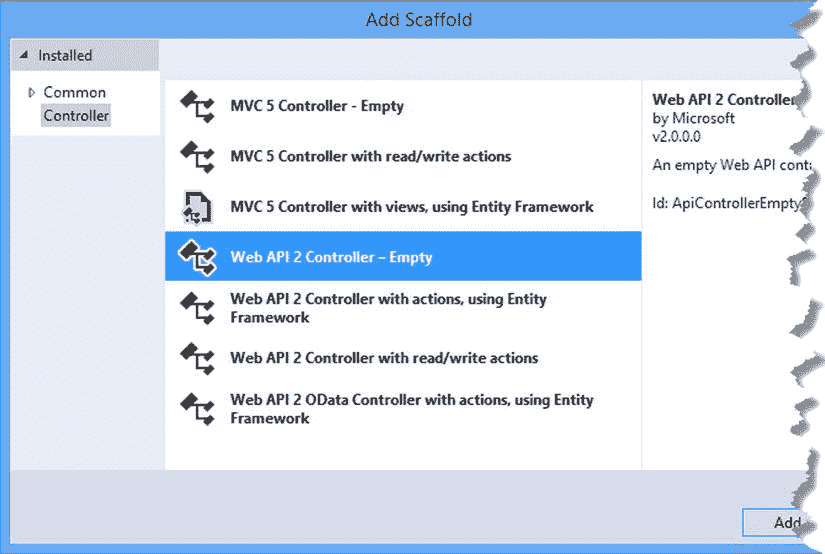 Add Scaffold
Installed
Common
Controller
MVC 5 Controller - Empty
MVC 5 Controller with read/write actions
MVC 5 Controller with views, using Entity Framework
Web API 2 Controller – Empty
Web API 2 Controller with actions, using Entity
Framework
Web API 2 Controller with read/write actions
Web API 2 OData Controller with actions, using Entity
Framework
Web API 2 Controller
by Microsoft
v2.0.0.0
An empty Web API
Id: ApiControllerEmpty
Add